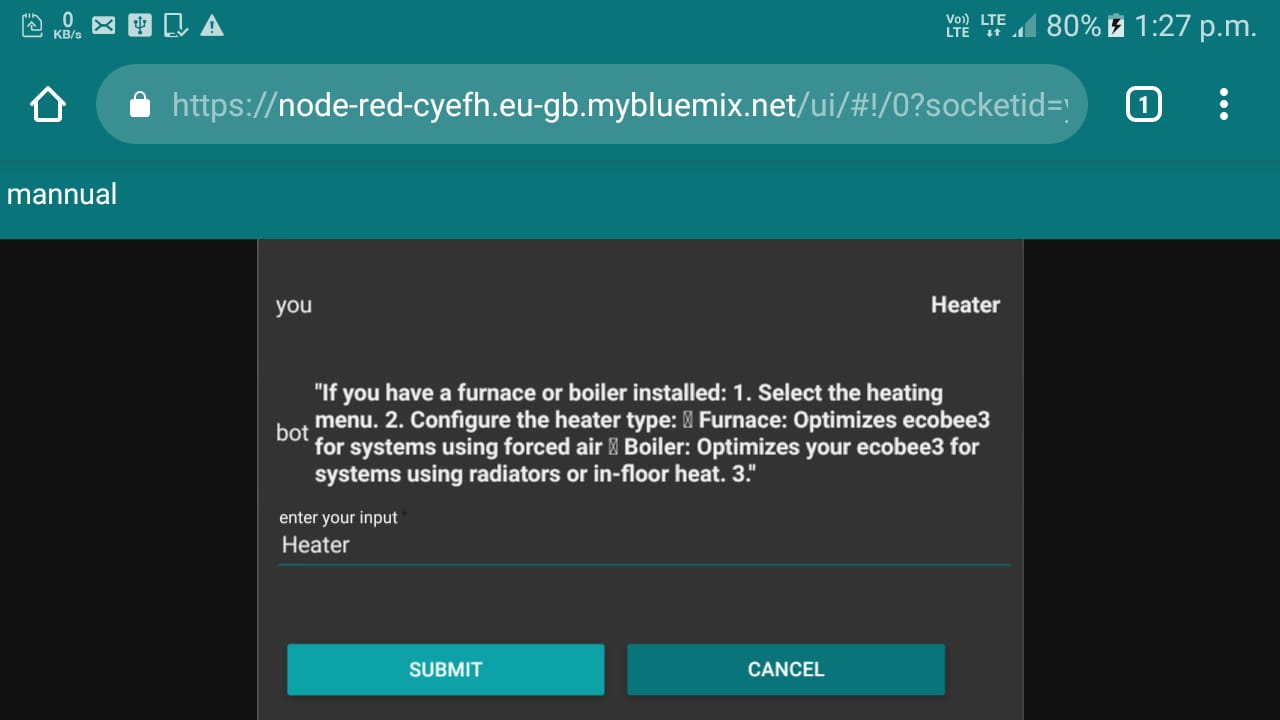 0
KB/s
Vo))
LTE
LTE
80%
1:27 p.m.
https://node-red-cyefh.eu-gb.mybluemix.net/ui/#!/0?socketid=
1
mannual
you
Heater
bot
"If you have a furnace or boiler installed: 1. Select the heating
menu. 2. Configure the heater type: Furnace: Optimizes ecobee3
for systems using forced air Boiler: Optimizes your ecobee3 for
systems using radiators or in-floor heat. 3."
enter your input *
Heater
SUBMIT
CANCEL